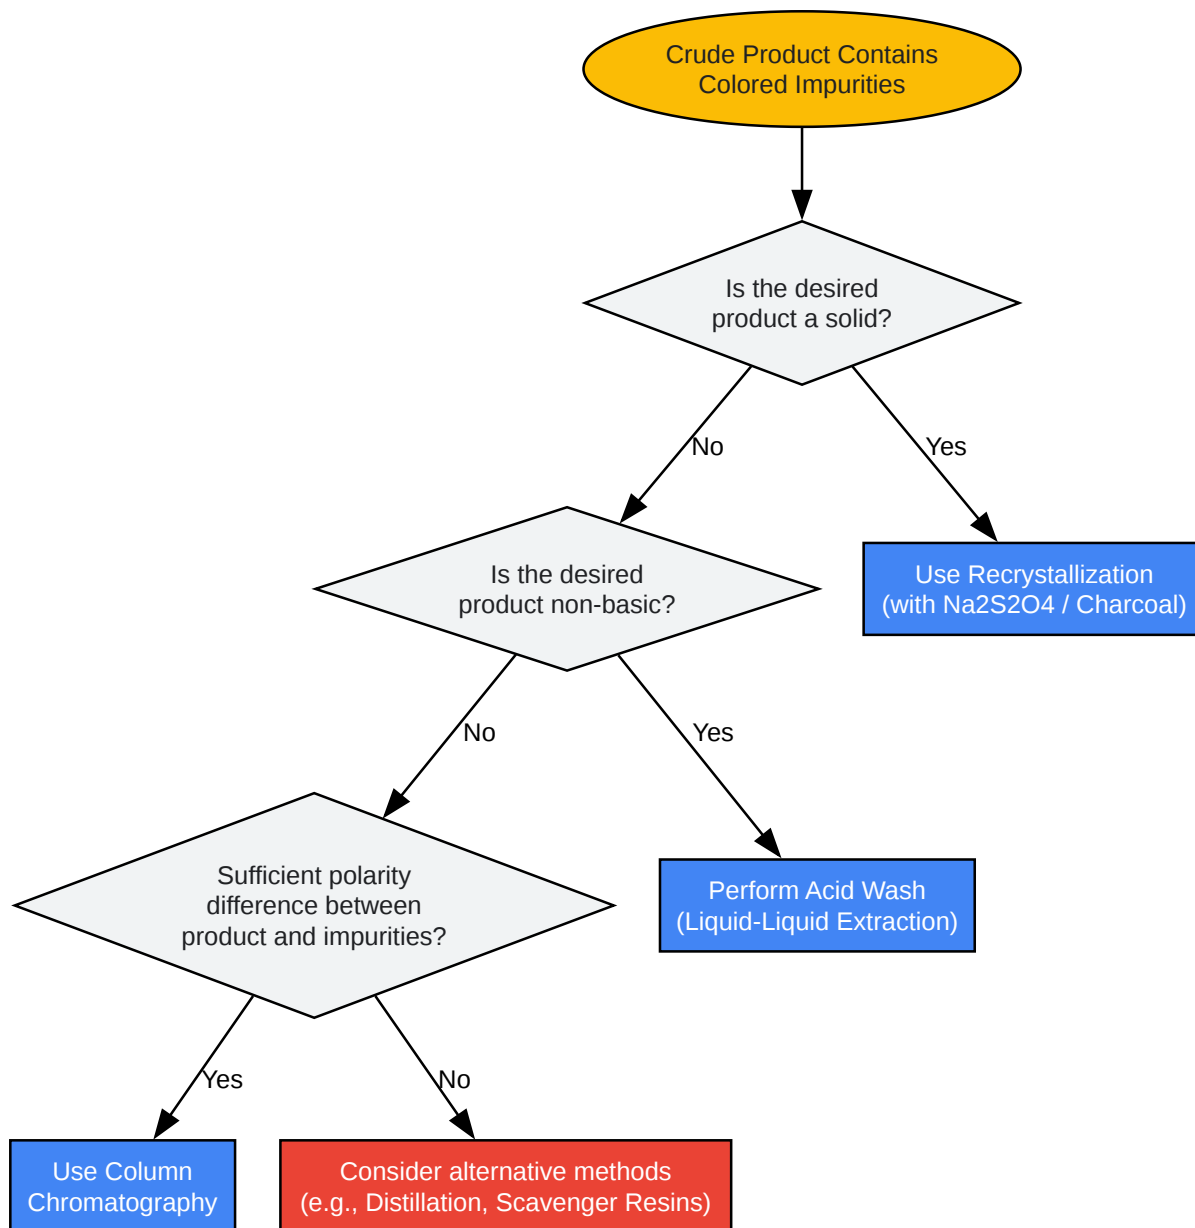 Crude Product Contains
Colored Impurities
Is the desired
product a solid?
No
Yes
Is the desired
product non-basic?
Use Recrystallization
(with Na2S2O4 / Charcoal)
No
Yes
Sufficient polarity
difference between
product and impurities?
Perform Acid Wash
(Liquid-Liquid Extraction)
Yes
No
Use Column
Chromatography
Consider alternative methods
(e.g., Distillation, Scavenger Resins)